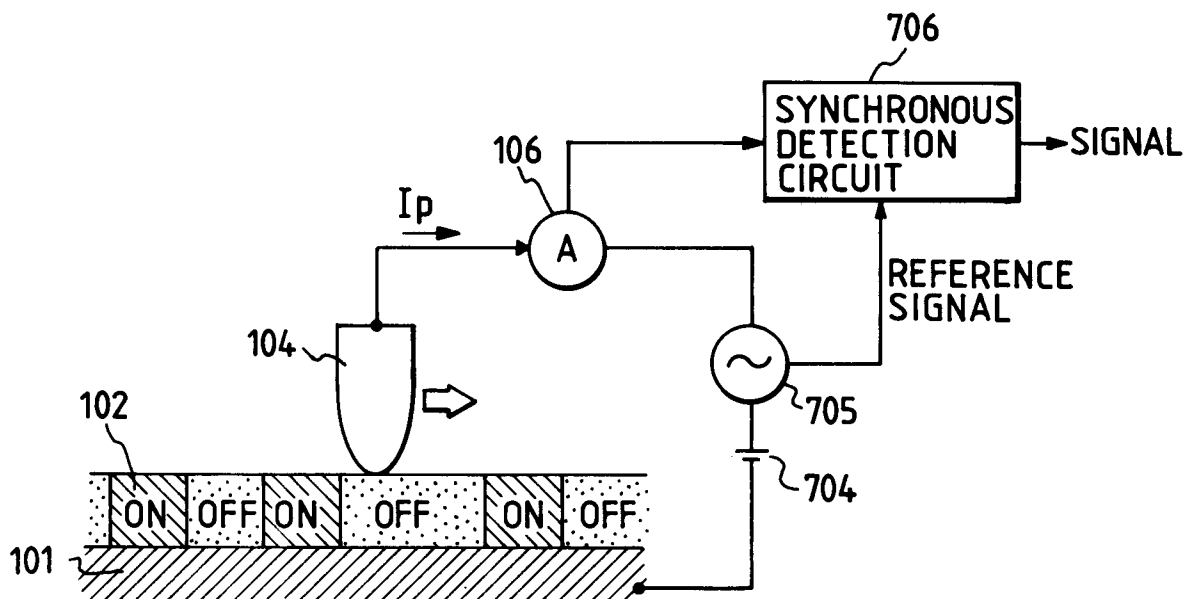 706
SYNCHRONOUS
DETECTION
CIRCUIT
SIGNAL
106
Ip
A
REFERENCE
SIGNAL
104
705
102
704
ON OFF ON OFF ON OFF
101